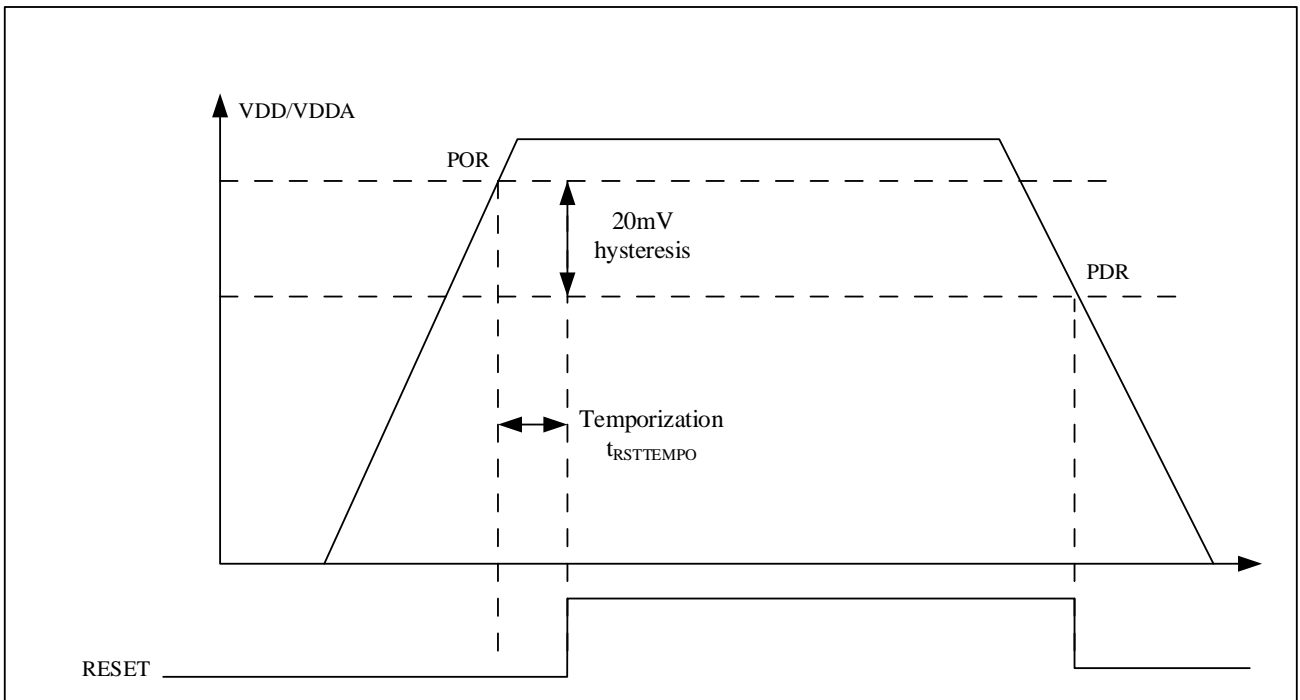 VDD/VDDA
POR
20mV
hysteresis
PDR
Temporization
tRSTTEMPO
RESET